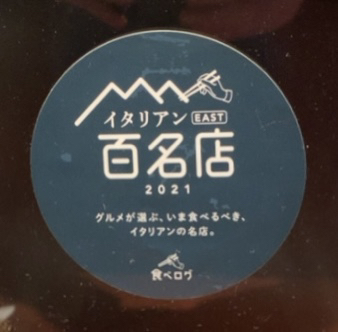 イタリアン EAST
百名店
2021
グルメが選ぶ、いま食べるべき、
イタリアンの名店。
食べログ